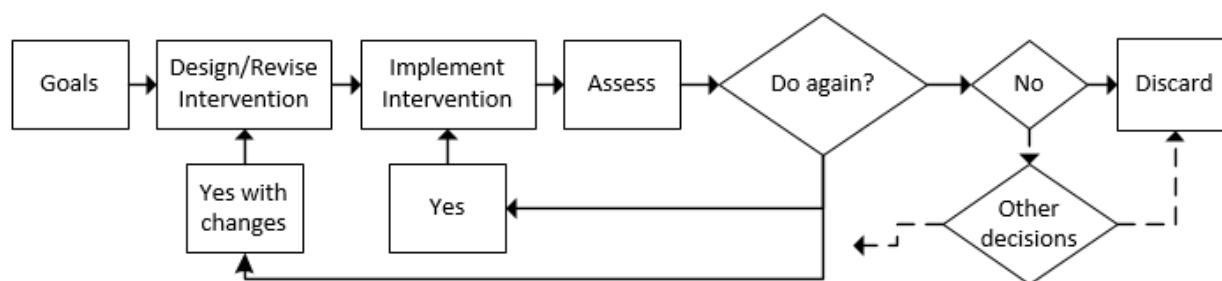 Goals
Design/Revise
Intervention
Implement
Intervention
Assess
Do again?
No
Discard
Yes with
changes
Yes
Other
decisions